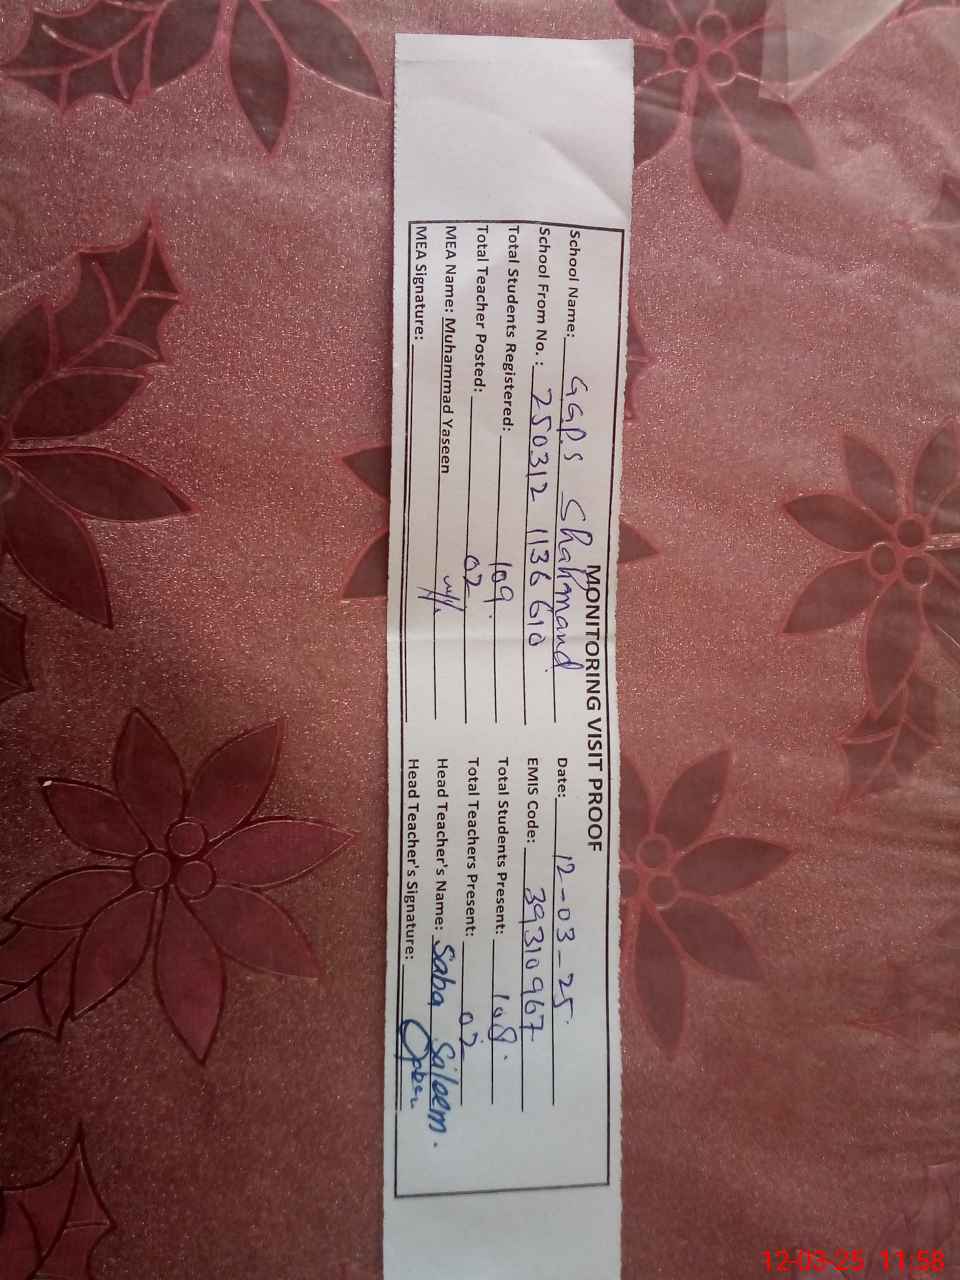 MONITORING VISIT PROOF
School Name: GGPS Shahmand Date: 12-03-25.
School From No. : 250312 1136 610 EMIS Code: 39310967
Total Students Registered: 109. Total Students Present: 108.
Total Teacher Posted: 02 Total Teachers Present: 02
MEA Name: Muhammad Yaseen Head Teacher's Name: Saba Saleem.
MEA Signature: Head Teacher's Signature:
12-03-25 11:58